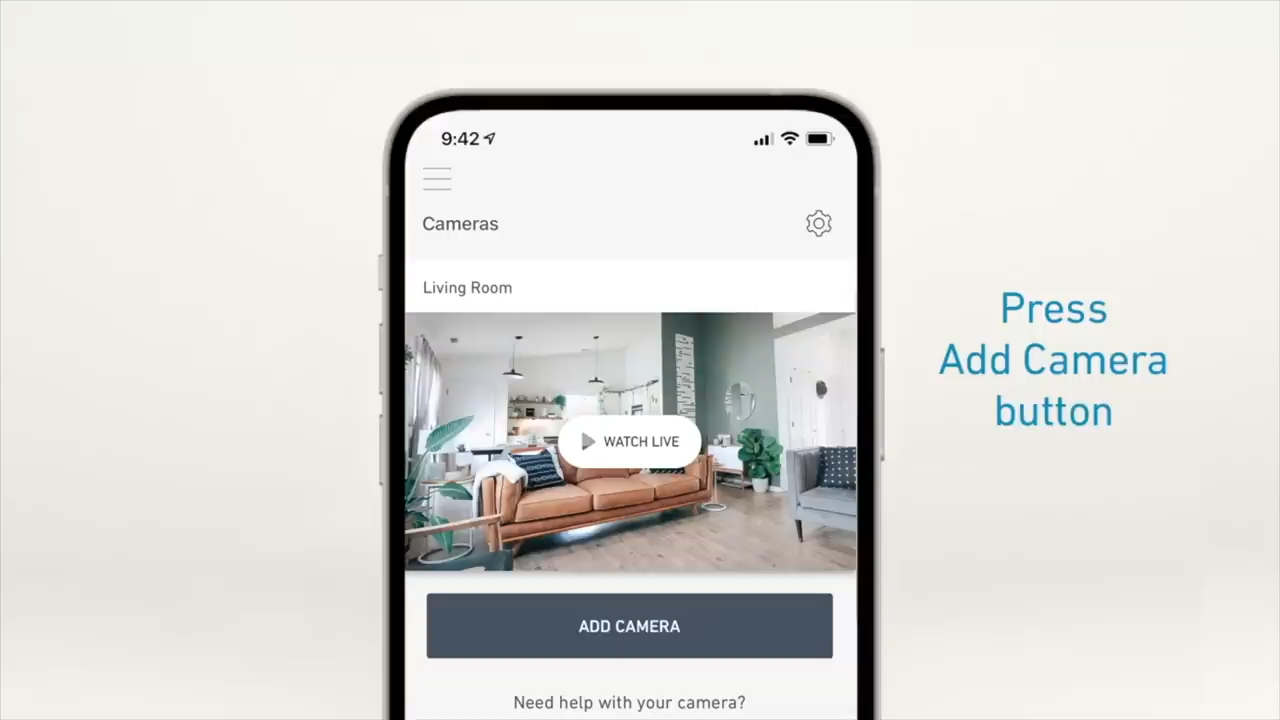 9:42
Cameras
Living Room
WATCH LIVE
ADD CAMERA
Need help with your camera?
Press
Add Camera
button